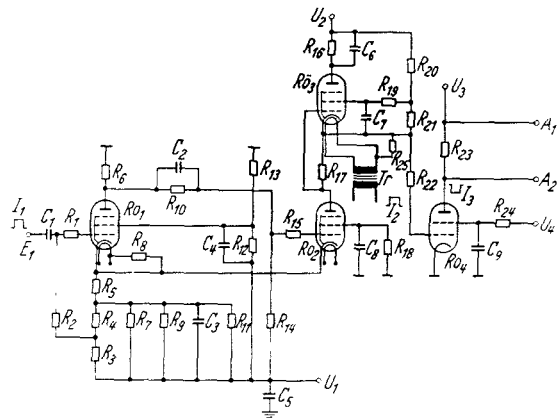 U₂
R₁₆
C₆
R₂₀
RÖ₃
R₁₉
U₃
C₇
R₂₁
A₁
C₂
R₁₃
R₂₃
R₂₅
R₆
R₁₇
Tr
R₂₂
A₂
R₁₀
I₂
I₃
I₁
C₁
R₁
RO₁
R₁₅
R₂₄
E₁
R₈
C₄
R₁₂
RO₂
C₈
R₁₈
RO₄
C₉
U₄
R₅
R₂
R₄
R₇
R₉
C₃
R₁₁
R₁₄
R₃
U₁
C₅